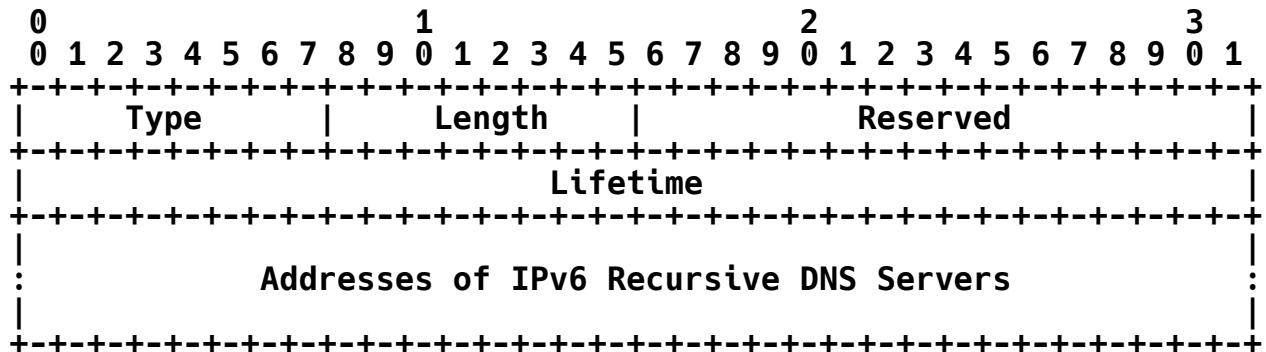 0                   1                   2                   3
 0 1 2 3 4 5 6 7 8 9 0 1 2 3 4 5 6 7 8 9 0 1 2 3 4 5 6 7 8 9 0 1
+-+-+-+-+-+-+-+-+-+-+-+-+-+-+-+-+-+-+-+-+-+-+-+-+-+-+-+-+-+-+-+-+
|     Type      |     Length    |           Reserved            |
+-+-+-+-+-+-+-+-+-+-+-+-+-+-+-+-+-+-+-+-+-+-+-+-+-+-+-+-+-+-+-+-+
|                           Lifetime                            |
+-+-+-+-+-+-+-+-+-+-+-+-+-+-+-+-+-+-+-+-+-+-+-+-+-+-+-+-+-+-+-+-+
|                                                               |
:            Addresses of IPv6 Recursive DNS Servers            :
|                                                               |
+-+-+-+-+-+-+-+-+-+-+-+-+-+-+-+-+-+-+-+-+-+-+-+-+-+-+-+-+-+-+-+-+